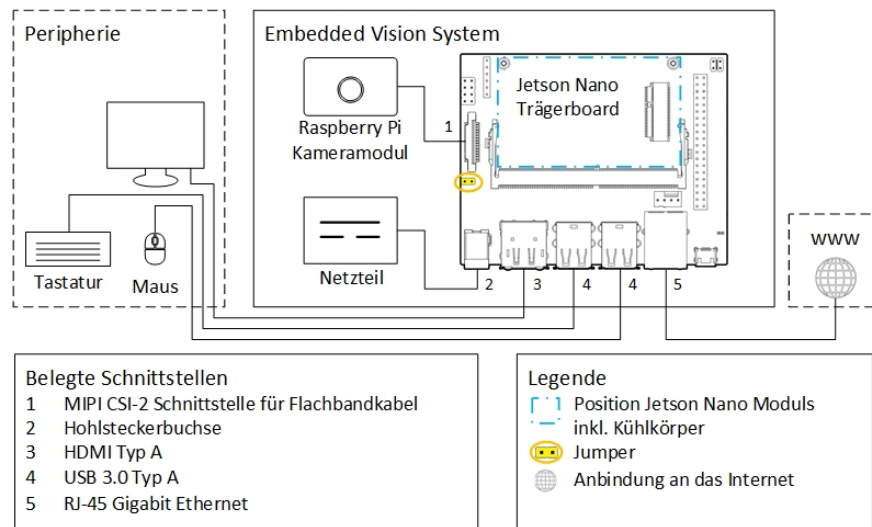 Peripherie
Tastatur
Maus
Embedded Vision System
Raspberry Pi
Kameramodul
1
Jetson Nano
Trägerboard
Netzteil
2
3
4
4
5
www
Belegte Schnittstellen
1 MIPI CSI-2 Schnittstelle für Flachbandkabel
2 Hohlsteckerbuchse
3 HDMI Typ A
4 USB 3.0 Typ A
5 RJ-45 Gigabit Ethernet
Legende
Position Jetson Nano Moduls
inkl. Kühlkörper
Jumper
Anbindung an das Internet